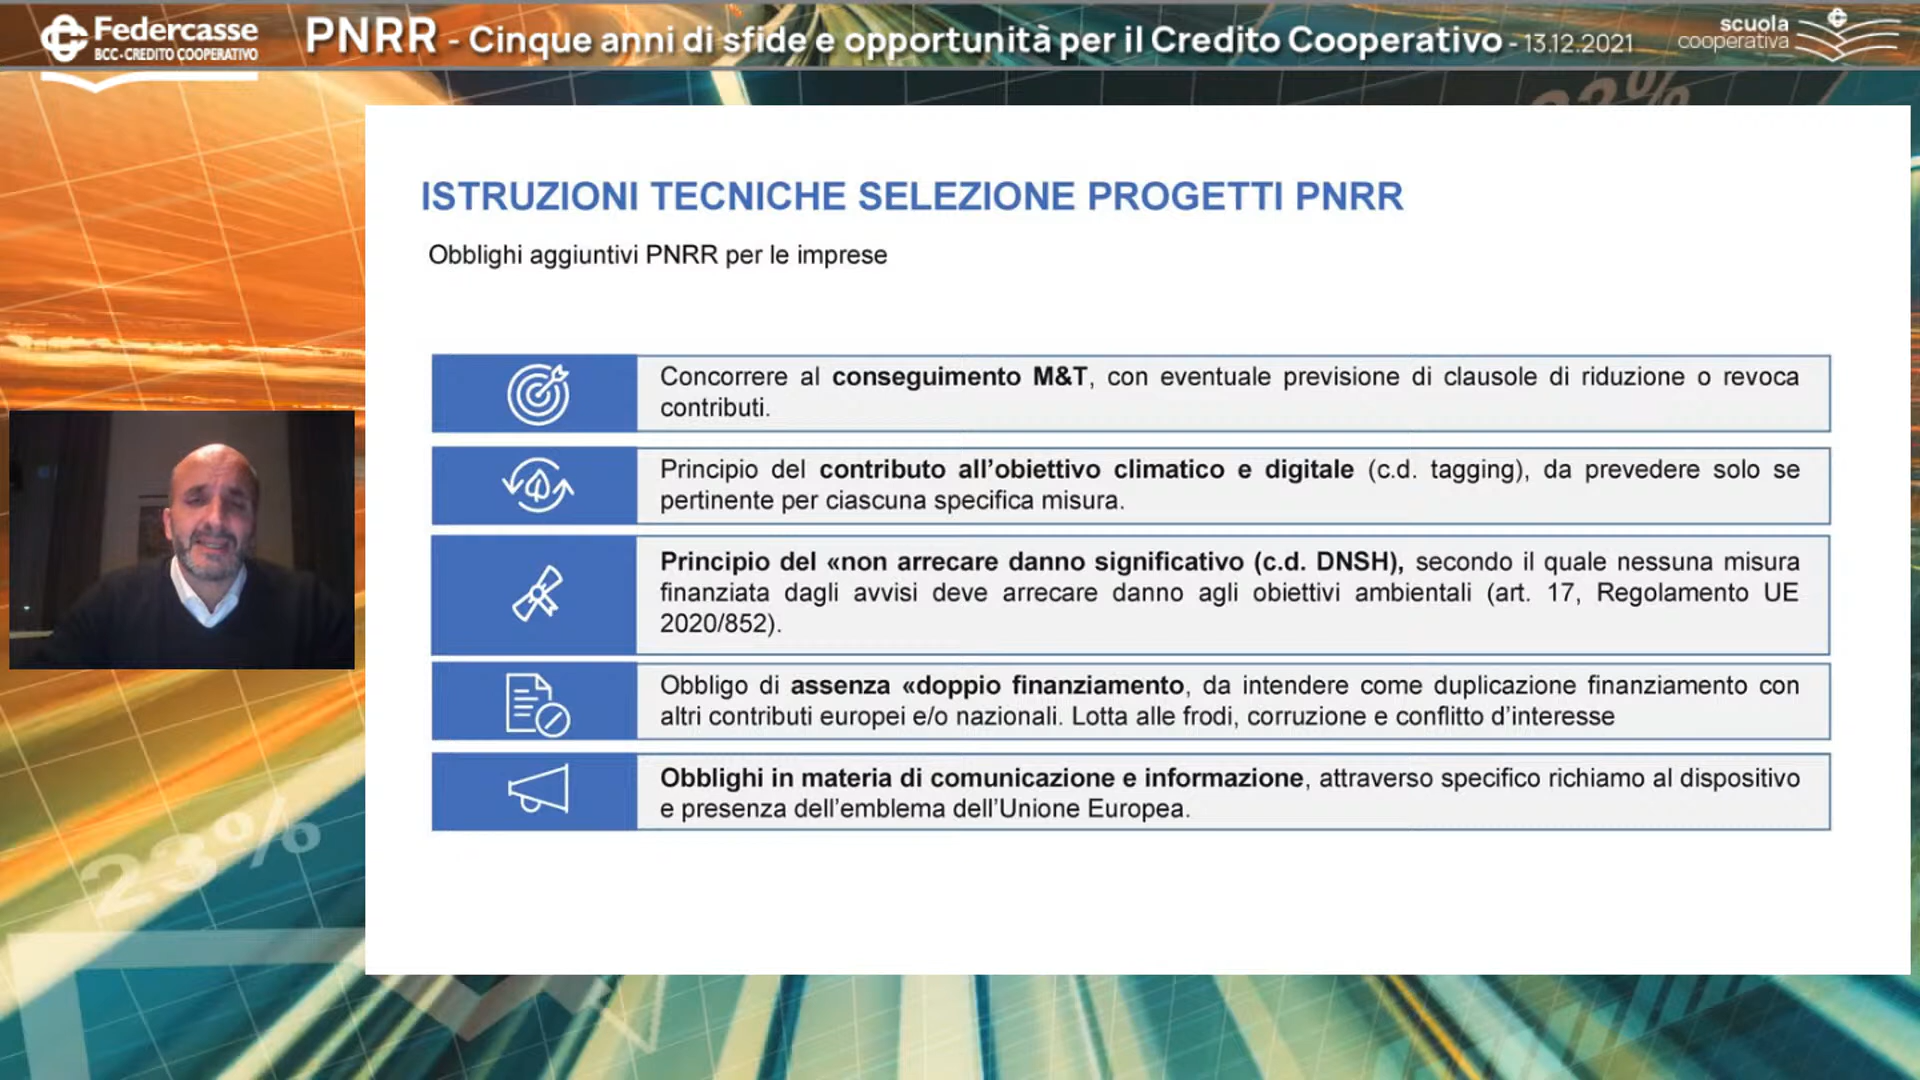 Federcasse
BCC-CREDITO COOPERATIVO
PNRR - Cinque anni di sfide e opportunità per il Credito Cooperativo - 13.12.2021
scuola
cooperativa
23%
ISTRUZIONI TECNICHE SELEZIONE PROGETTI PNRR
Obblighi aggiuntivi PNRR per le imprese
Concorrere al conseguimento M&T, con eventuale previsione di clausole di riduzione o revoca
contributi.
Principio del contributo all’obiettivo climatico e digitale (c.d. tagging), da prevedere solo se
pertinente per ciascuna specifica misura.
Principio del «non arrecare danno significativo (c.d. DNSH), secondo il quale nessuna misura
finanziata dagli avvisi deve arrecare danno agli obiettivi ambientali (art. 17, Regolamento UE
2020/852).
Obbligo di assenza «doppio finanziamento, da intendere come duplicazione finanziamento con
altri contributi europei e/o nazionali. Lotta alle frodi, corruzione e conflitto d’interesse
Obblighi in materia di comunicazione e informazione, attraverso specifico richiamo al dispositivo
e presenza dell’emblema dell’Unione Europea.
23%